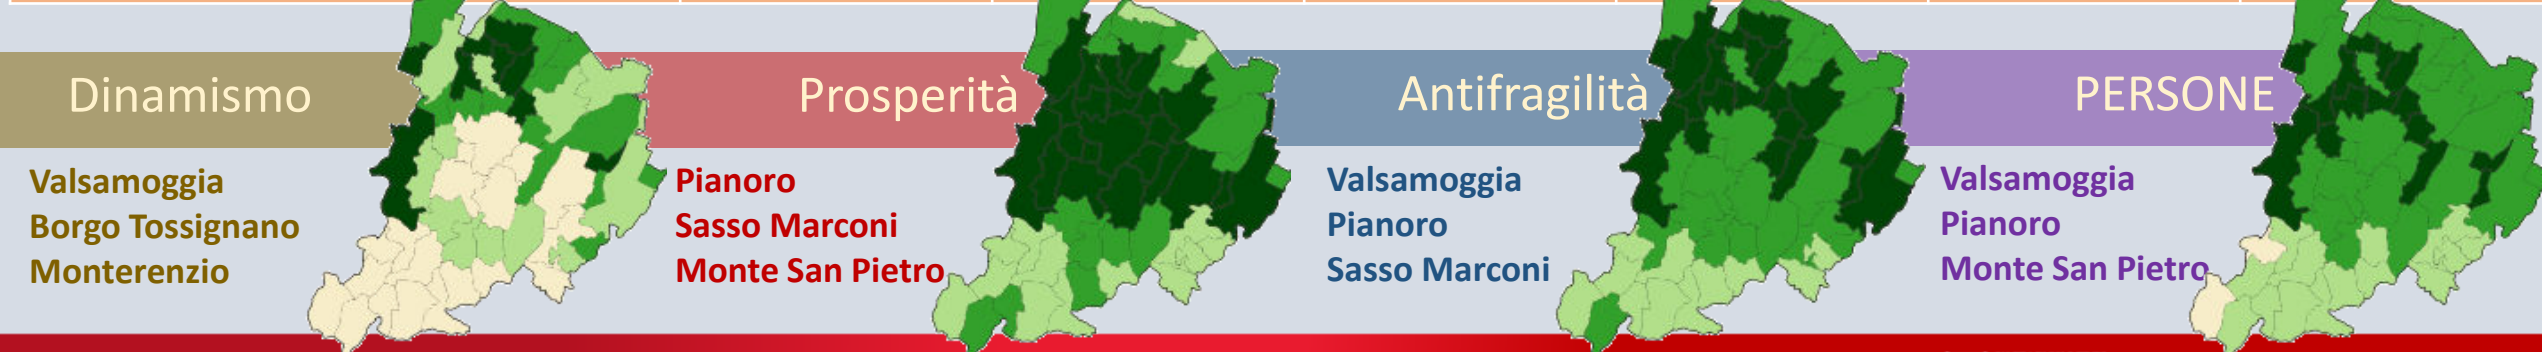 Dinamismo
Valsamoggia
Borgo Tossignano
Monterenzio
Prosperità
Pianoro
Sasso Marconi
Monte San Pietro
Antifragilità
Valsamoggia
Pianoro
Sasso Marconi
PERSONE
Valsamoggia
Pianoro
Monte San Pietro